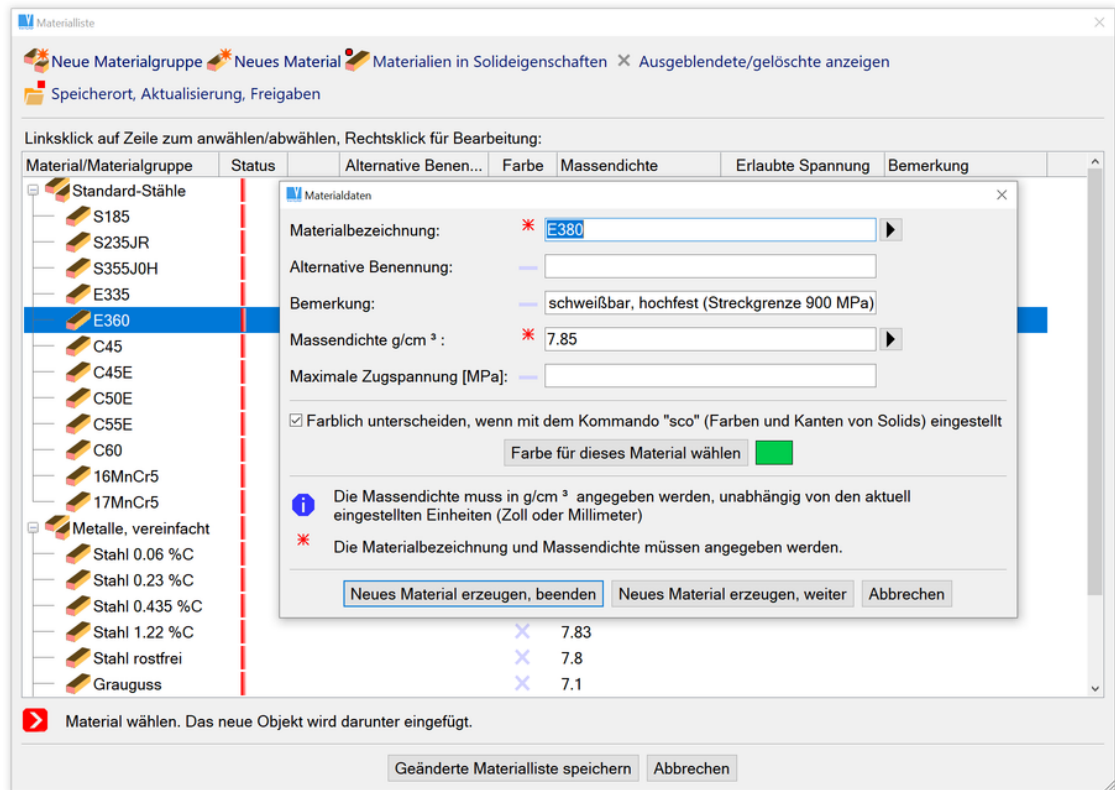 Materialliste
Neue Materialgruppe Neues Material Materialien in Solideigenschaften Ausgeblendete/gelöschte anzeigen
Speicherort, Aktualisierung, Freigaben
Linksklick auf Zeile zum anwählen/abwählen, Rechtsklick für Bearbeitung:
Material/Materialgruppe Status Alternative Benen... Farbe Massendichte Erlaubte Spannung Bemerkung
Standard-Stähle
S185
S235JR
S355J0H
E335
E360
C45
C45E
C50E
C55E
C60
16MnCr5
17MnCr5
Metalle, vereinfacht
Stahl 0.06 %C
Stahl 0.23 %C
Stahl 0.435 %C
Stahl 1.22 %C 7.83
Stahl rostfrei 7.8
Grauguss 7.1
Materialdaten
Materialbezeichnung: E380
Alternative Benennung:
Bemerkung: schweißbar, hochfest (Streckgrenze 900 MPa)
Massendichte g/cm ³ : 7.85
Maximale Zugspannung [MPa]:
Farblich unterscheiden, wenn mit dem Kommando "sco" (Farben und Kanten von Solids) eingestellt
Farbe für dieses Material wählen
Die Massendichte muss in g/cm ³ angegeben werden, unabhängig von den aktuell
eingestellten Einheiten (Zoll oder Millimeter)
Die Materialbezeichnung und Massendichte müssen angegeben werden.
Neues Material erzeugen, beenden Neues Material erzeugen, weiter Abbrechen
Material wählen. Das neue Objekt wird darunter eingefügt.
Geänderte Materialliste speichern Abbrechen